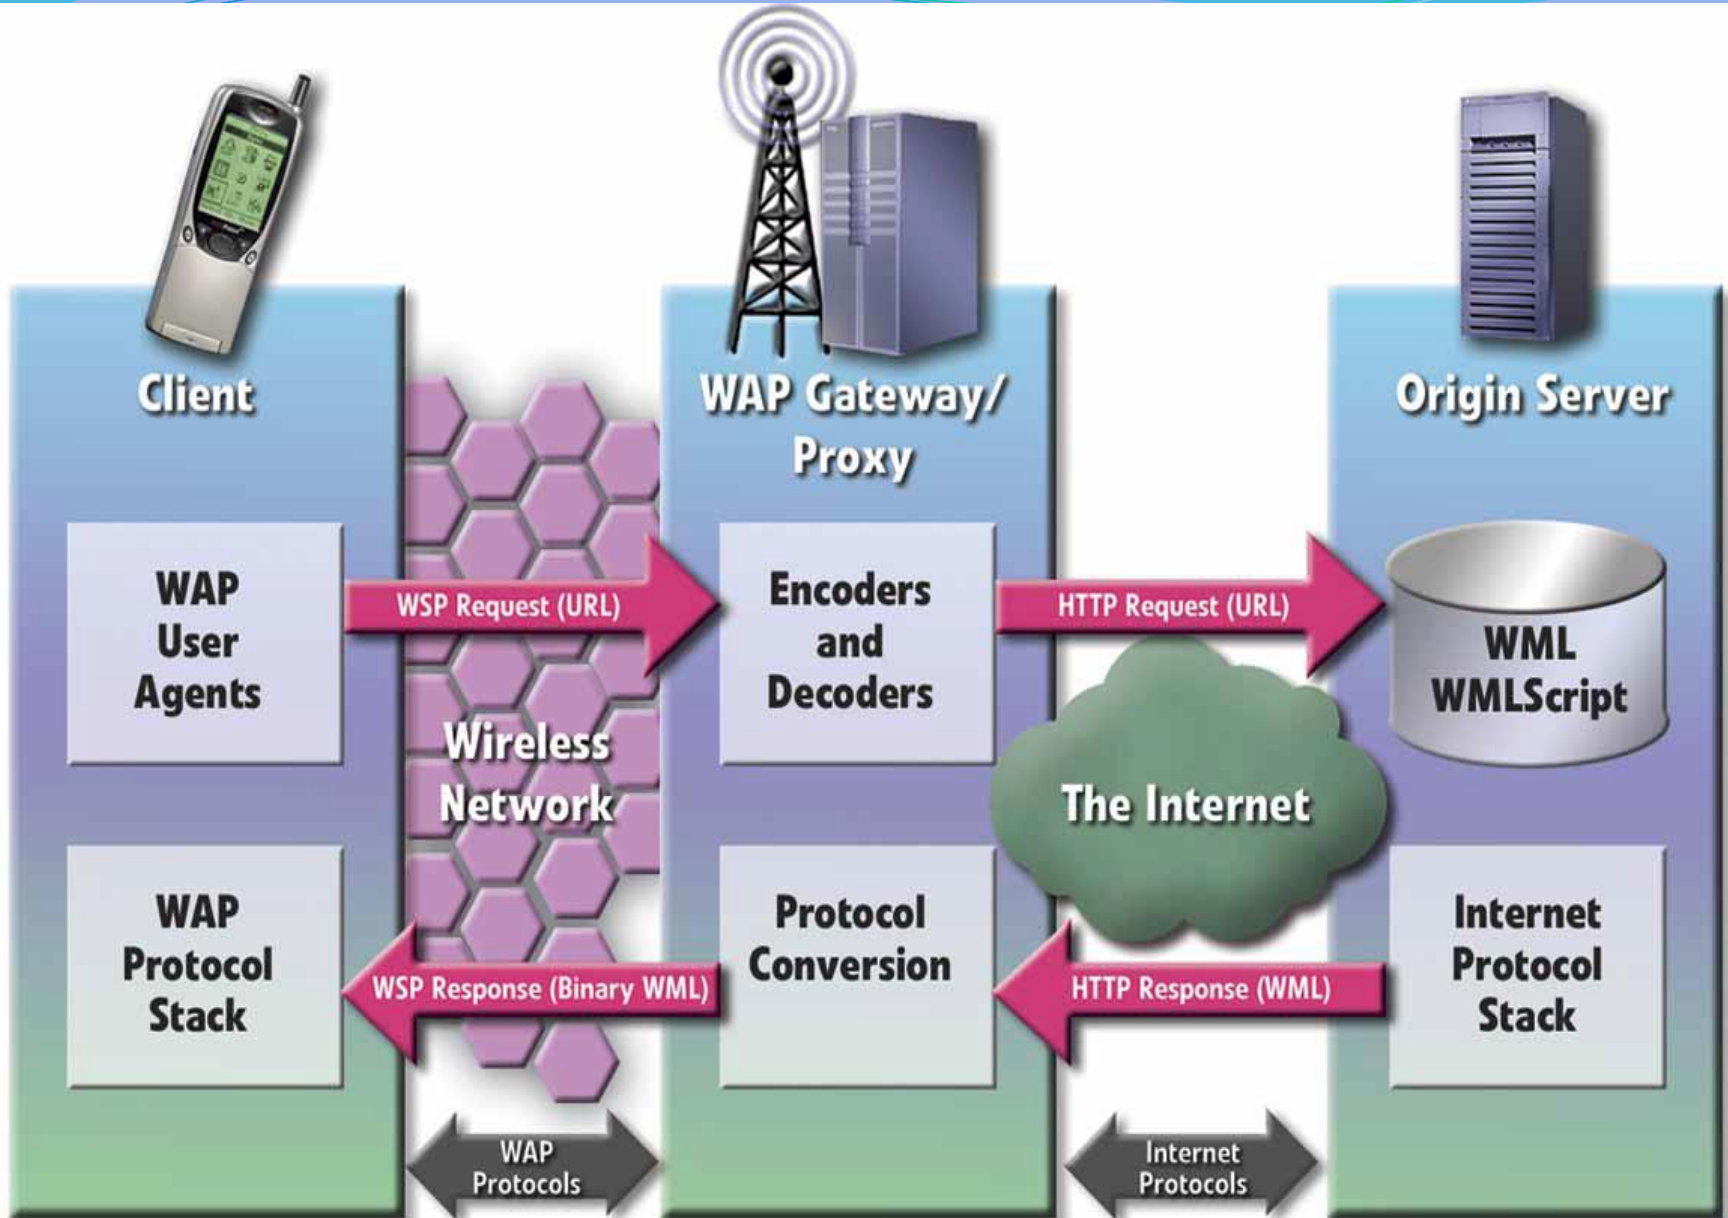 Client
WAP Gateway/
Proxy
Origin Server
WAP
User
Agents
WSP Request (URL)
Encoders
and
Decoders
HTTP Request (URL)
WML
WMLScript
Wireless
Network
The Internet
WAP
Protocol
Stack
WSP Response (Binary WML)
Protocol
Conversion
HTTP Response (WML)
Internet
Protocol
Stack
WAP
Protocols
Internet
Protocols